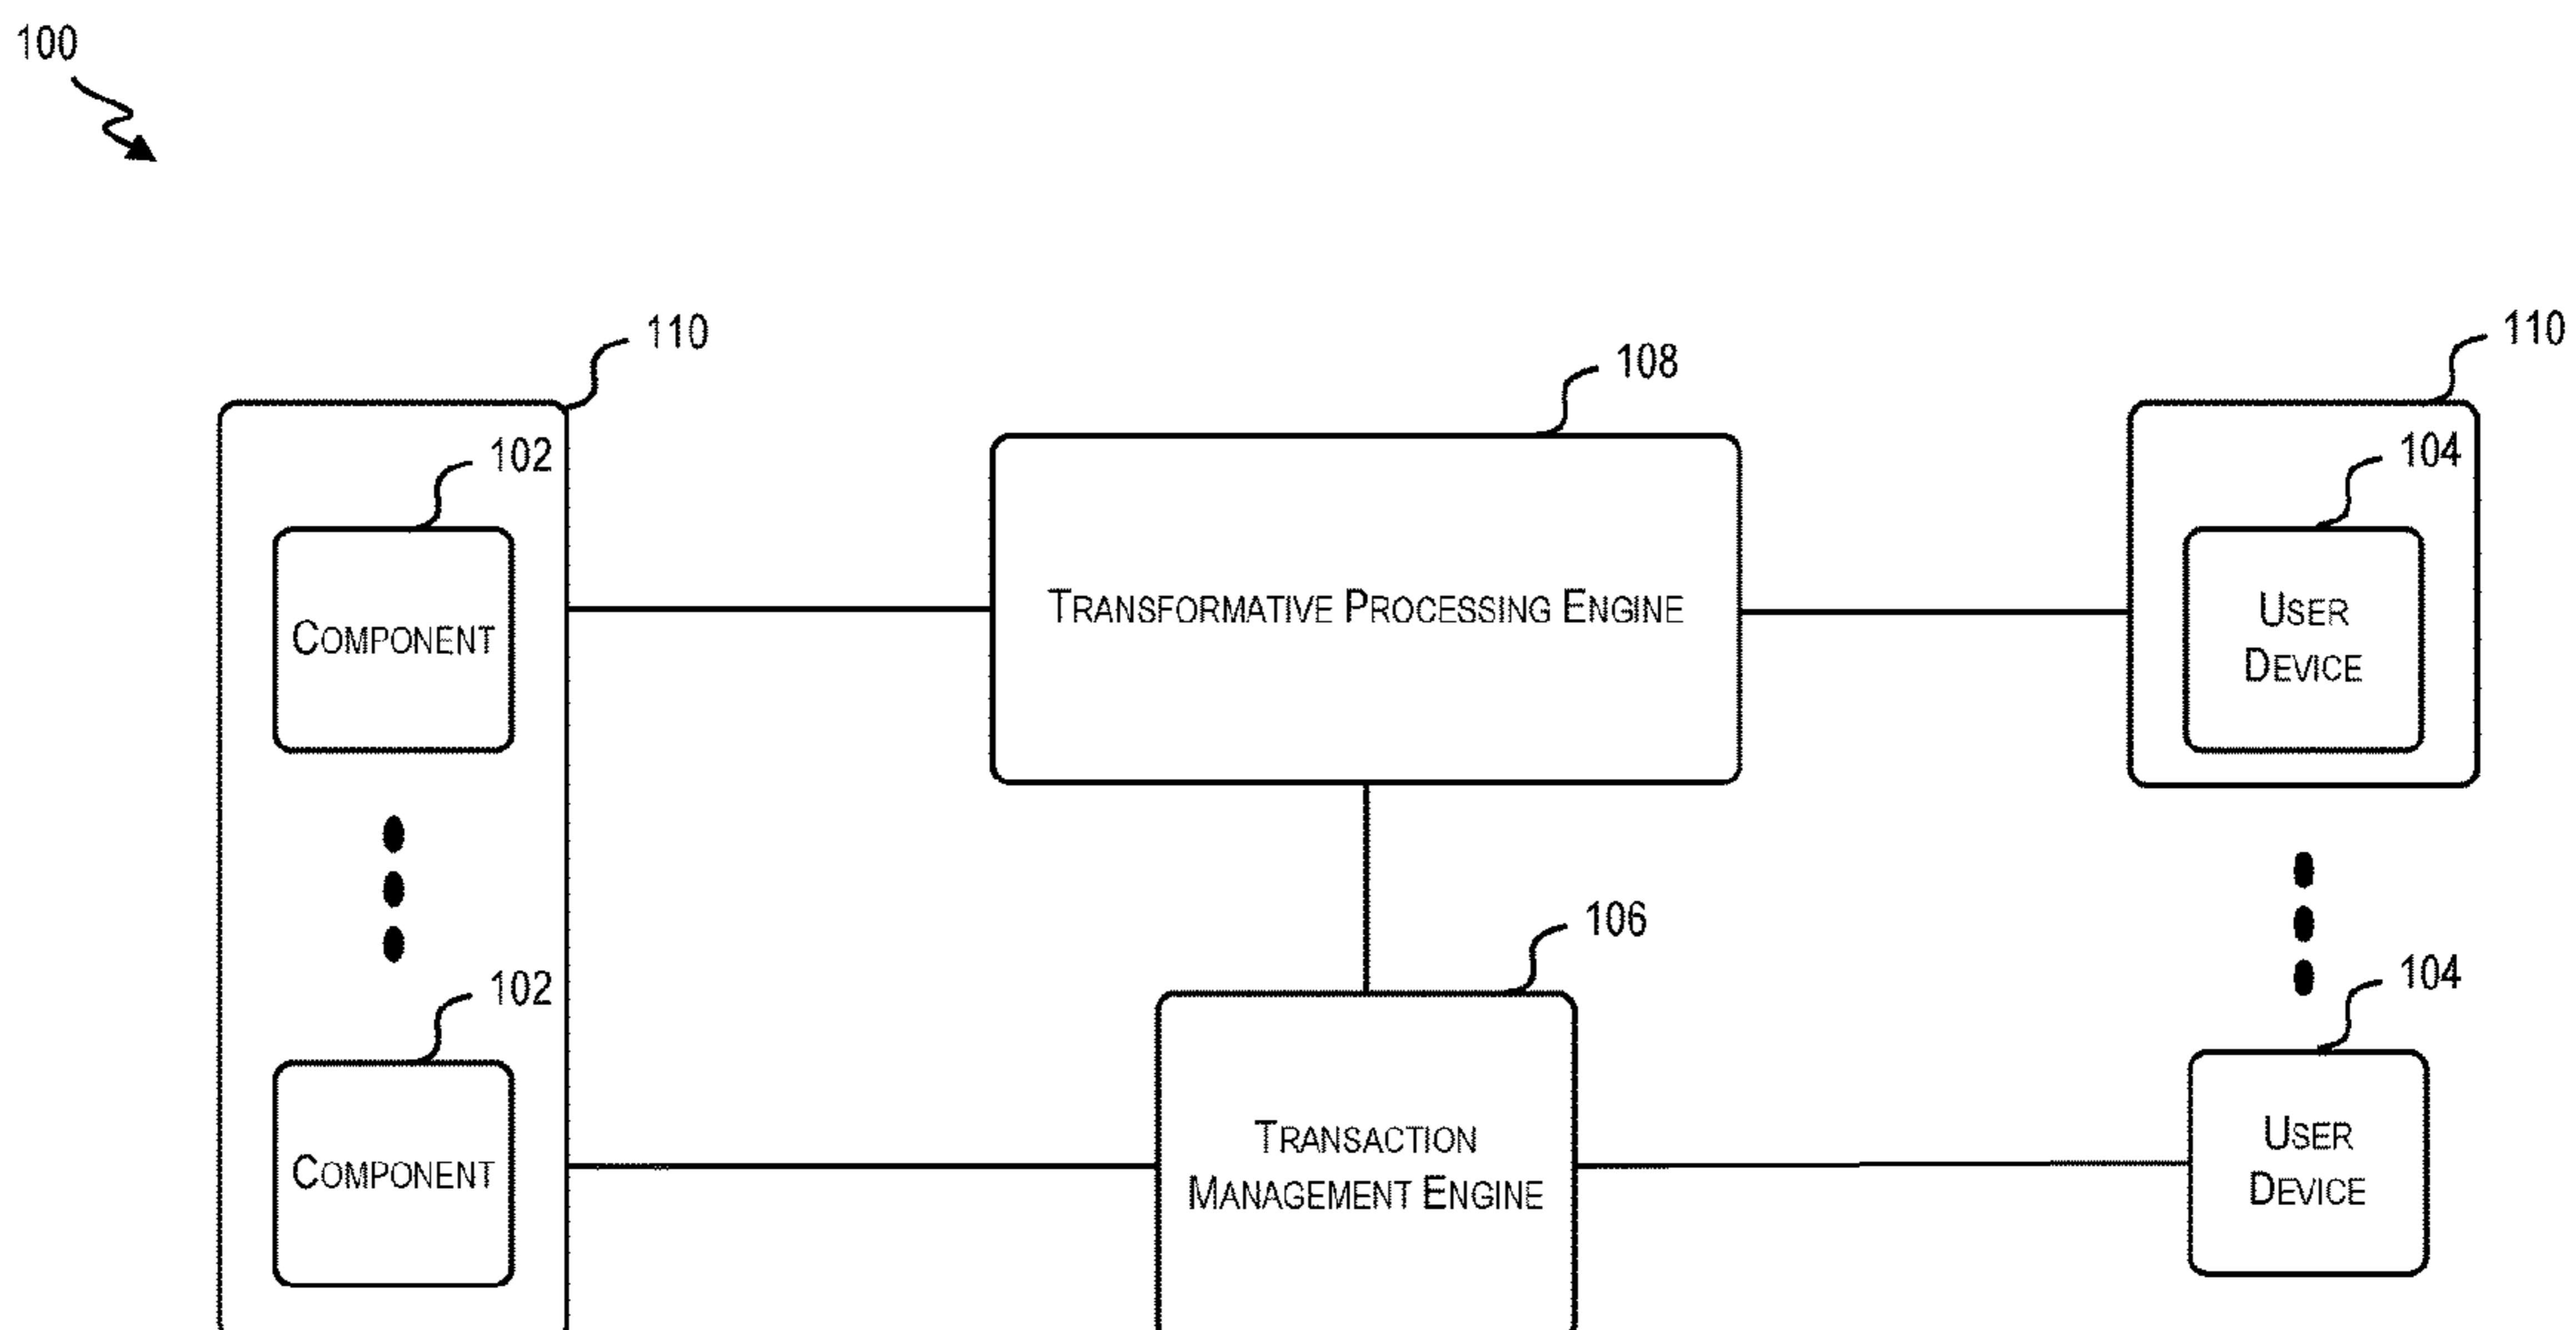 100
110
110
108
102
104
COMPONENT
TRANSFORMATIVE PROCESSING ENGINE
USER
DEVICE
106
102
104
COMPONENT
TRANSACTION
MANAGEMENT ENGINE
USER
DEVICE